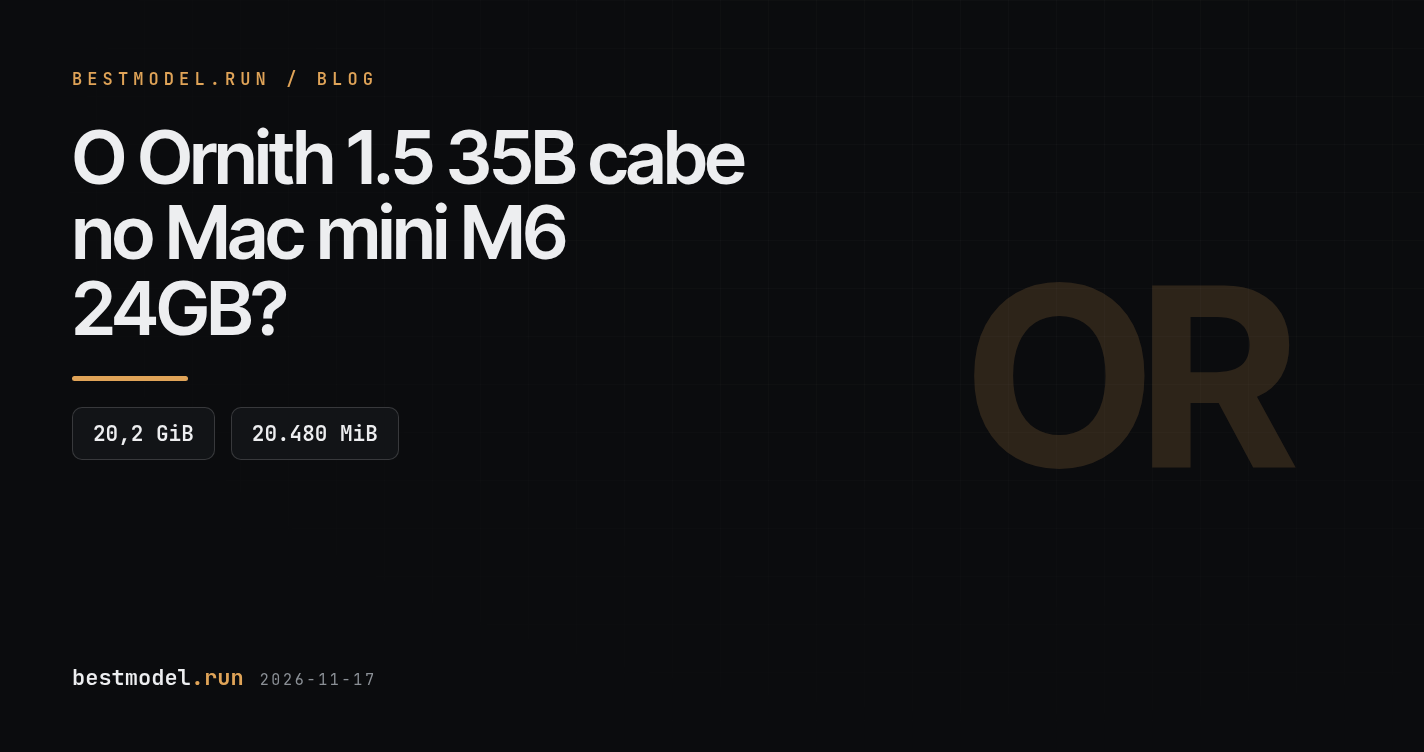 BESTMODEL.RUN / BLOG
O Ornith 1.5 35B cabe
no Mac mini M6
24GB?
20,2 GiB
20.480 MiB
OR
bestmodel.run 2026-11-17